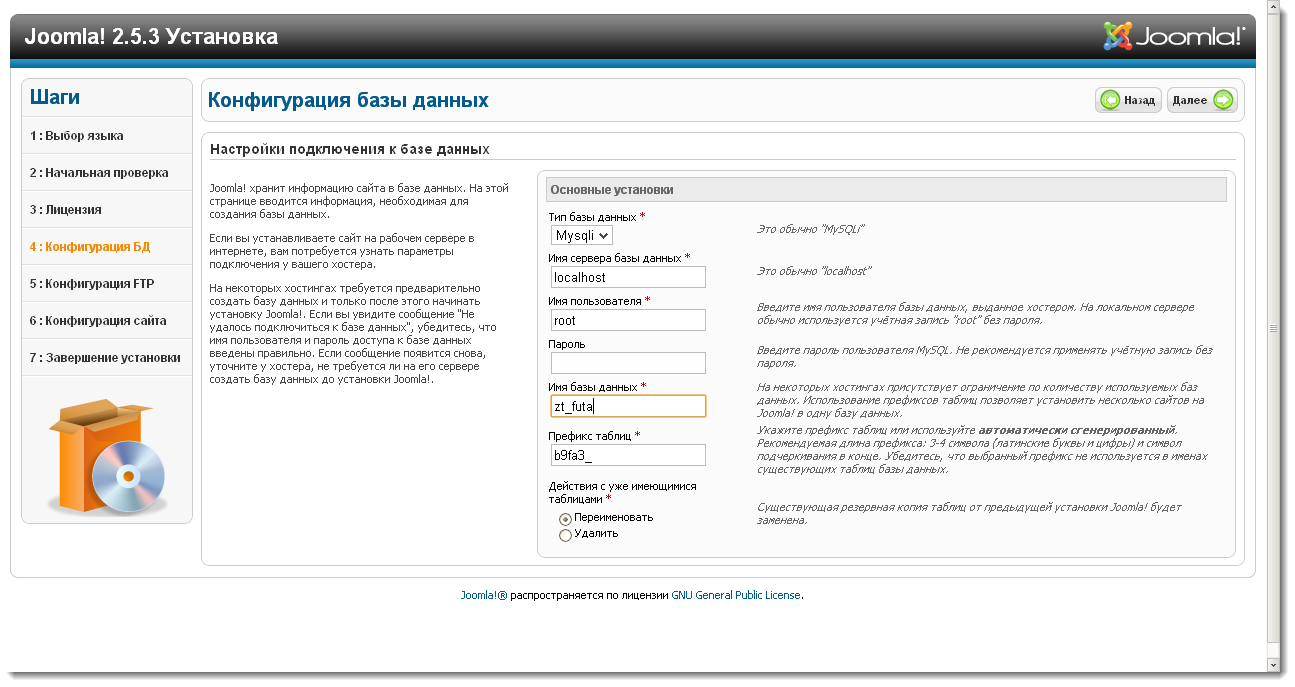 Joomla! 2.5.3 Установка
Joomla!®
Шаги
1 : Выбор языка
2 : Начальная проверка
3 : Лицензия
4 : Конфигурация БД
5 : Конфигурация FTP
6 : Конфигурация сайта
7 : Завершение установки
Конфигурация базы данных
Назад
Далее
Настройки подключения к базе данных
Joomla! хранит информацию сайта в базе данных. На этой
странице вводится информация, необходимая для
создания базы данных.
Если вы устанавливаете сайт на рабочем сервере в
интернете, вам потребуется узнать параметры
подключения у вашего хостера.
На некоторых хостингах требуется предварительно
создать базу данных и только после этого начинать
установку Joomla!. Если вы увидите сообщение "Не
удалось подключиться к базе данных", убедитесь, что
имя пользователя и пароль доступа к базе данных
введены правильно. Если сообщение появится снова,
уточните у хостера, не требуется ли на его сервере
создать базу данных до установки Joomla!.
Основные установки
Тип базы данных *
Mysqli
Это обычно "MySQLi"
Имя сервера базы данных *
localhost
Это обычно "localhost"
Имя пользователя *
root
Введите имя пользователя базы данных, выданное хостером. На локальном сервере
обычно используется учётная запись "root" без пароля.
Пароль
Введите пароль пользователя MySQL. Не рекомендуется применять учётную запись без
пароля.
Имя базы данных *
zt_futa
На некоторых хостингах присутствует ограничение по количеству используемых баз
данных. Использование префиксов таблиц позволяет установить несколько сайтов на
Joomla! в одну базу данных.
Префикс таблиц *
b9fa3_
Укажите префикс таблиц или используйте автоматически сгенерированный.
Рекомендуемая длина префикса: 3-4 символа (латинские буквы и цифры) и символ
подчеркивания в конце. Убедитесь, что выбранный префикс не используется в именах
существующих таблиц базы данных.
Действия с уже имеющимися
таблицами *
Переименовать
Удалить
Существующая резервная копия таблиц от предыдущей установки Joomla! будет
заменена.
Joomla!® распространяется по лицензии GNU General Public License.